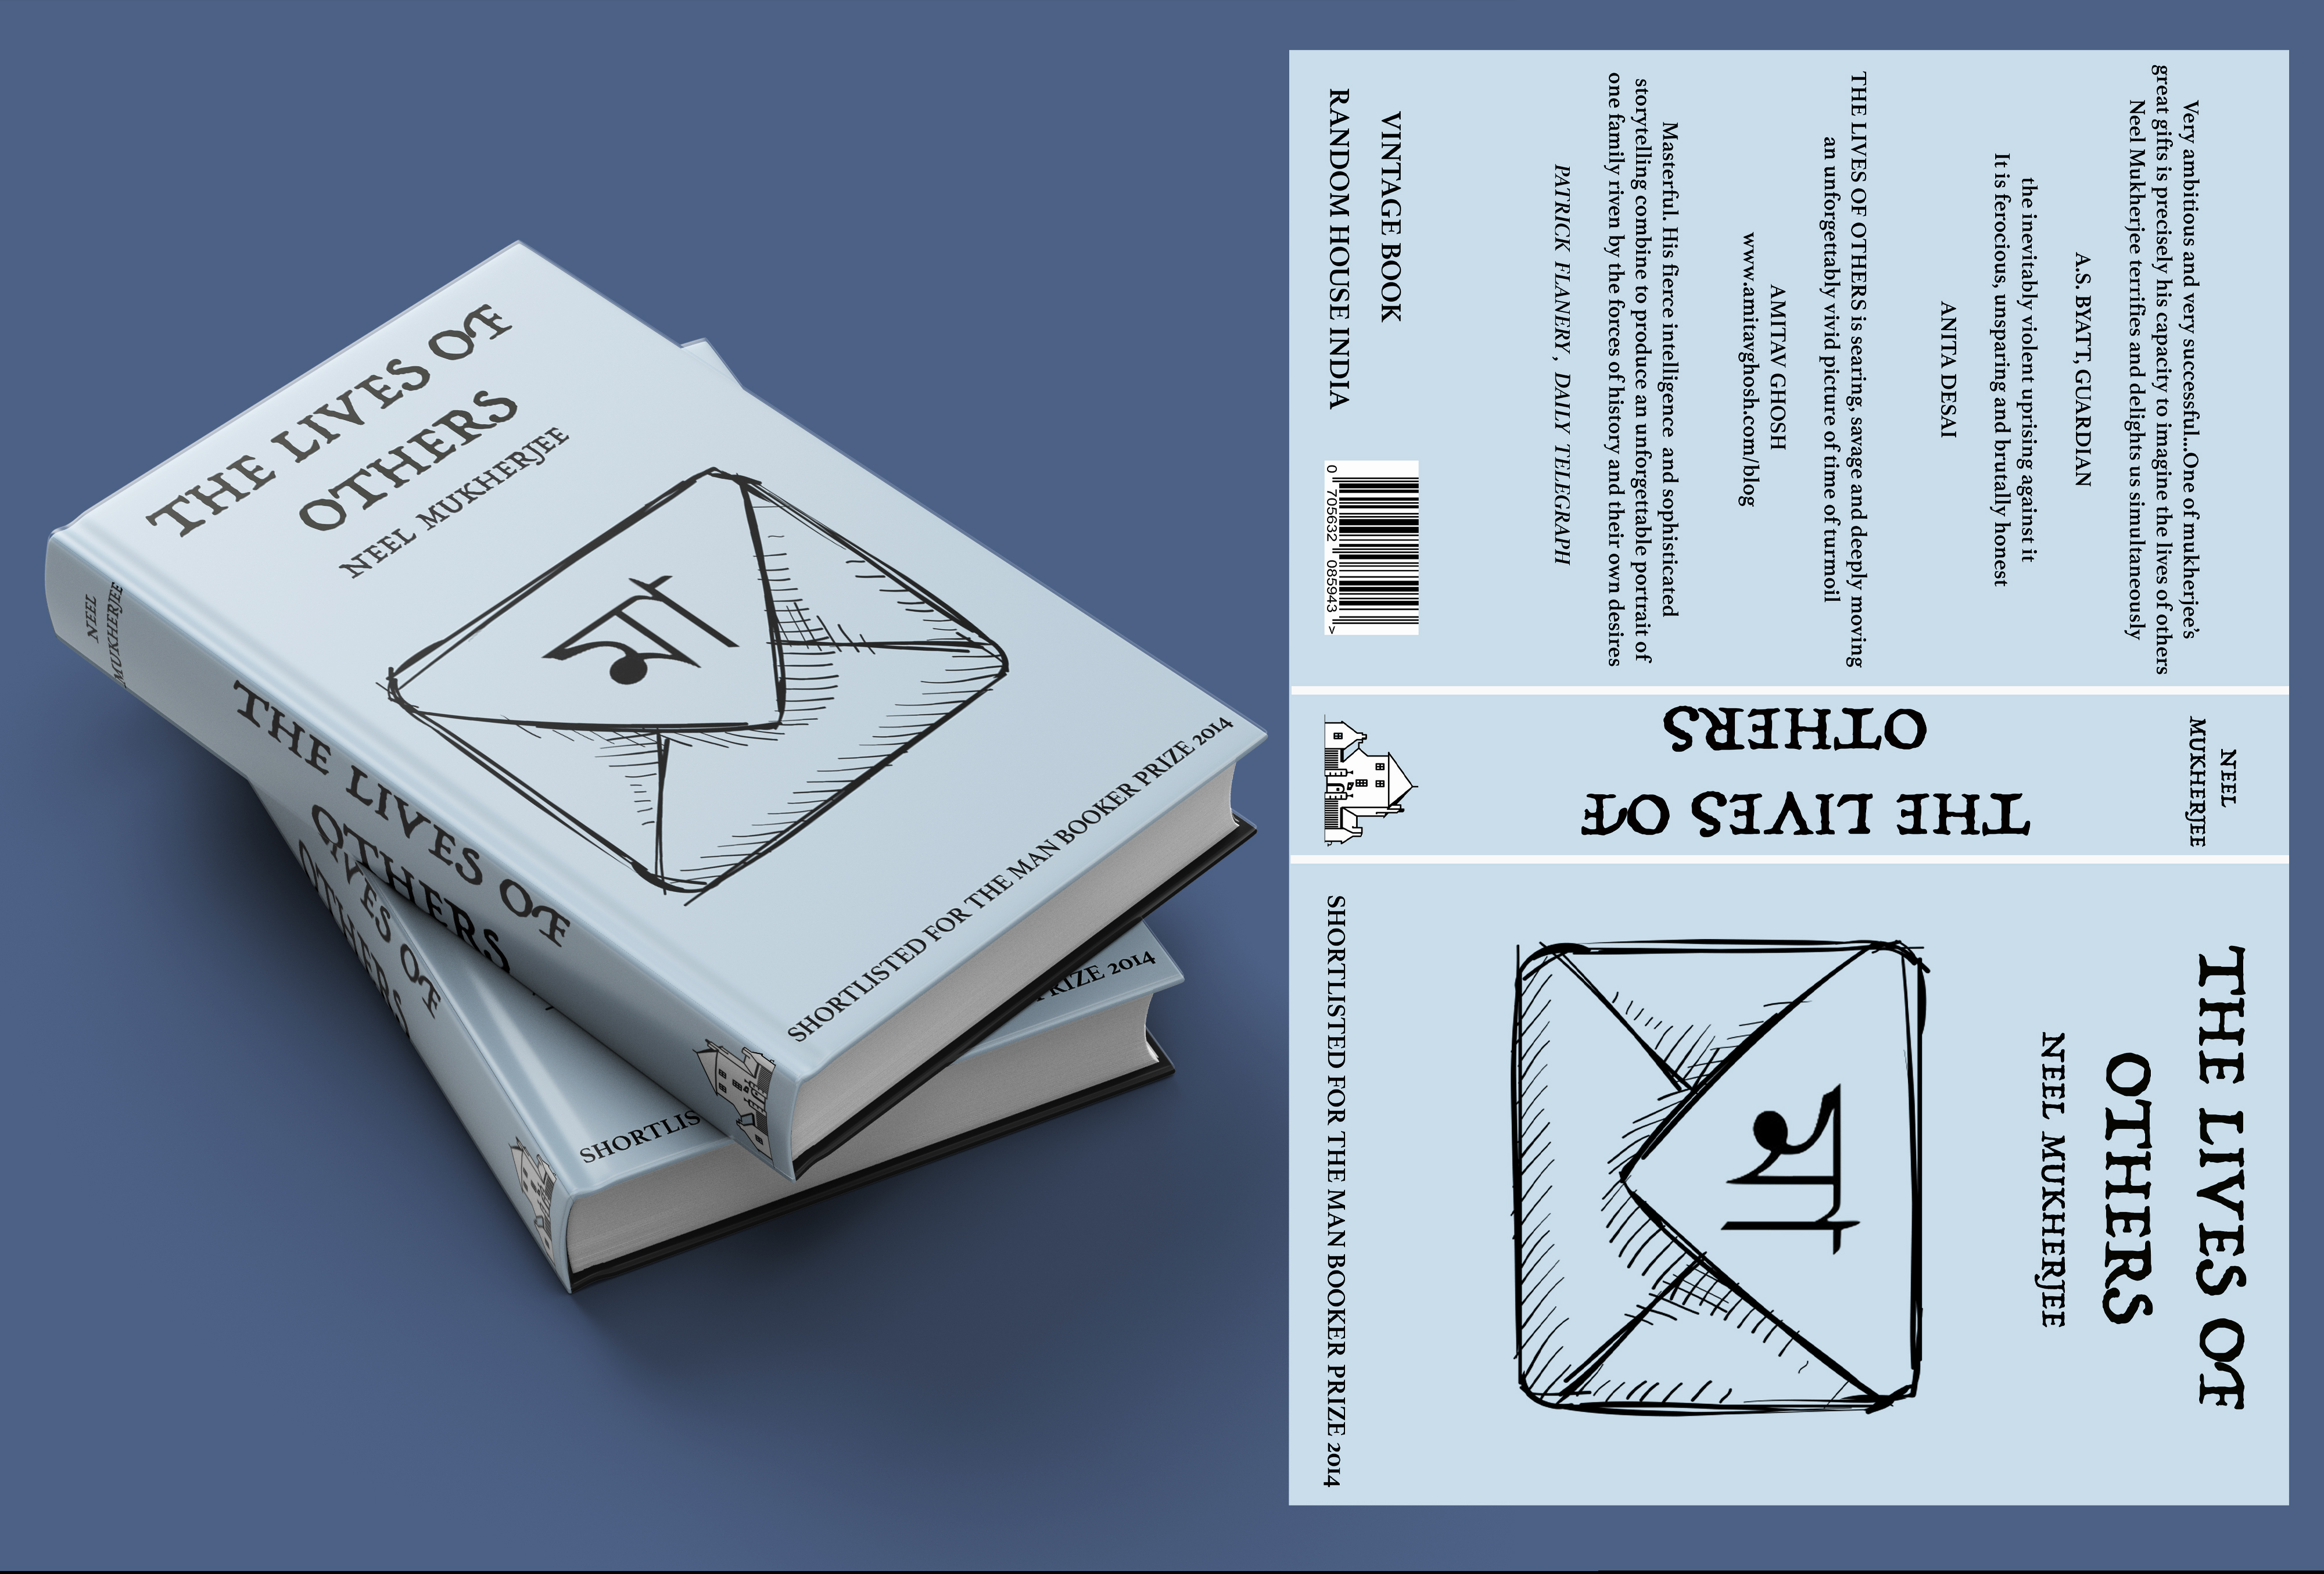 THE LIVES OF
OTHERS
NEEL MUKHERJEE
মা
SHORTLISTED FOR THE MAN BOOKER PRIZE 2014
NEEL
MUKHERJEE
THE LIVES OF
OTHERS
LIVES OF
OTHERS
SHORTLIS
PRIZE 2014
Very ambitious and very successful...One of mukherjee's
great gifts is precisely his capacity to imagine the lives of others
Neel Mukherjee terrifies and delights us simultaneously
A.S. BYATT, GUARDIAN
the inevitably violent uprising against it
It is ferocious, unsparing and brutally honest
ANITA DESAI
THE LIVES OF OTHERS is searing, savage and deeply moving
an unforgettably vivid picture of time of turmoil
AMITAV GHOSH
www.amitavghosh.com/blog
Masterful. His fierce intelligence and sophisticated
storytelling combine to produce an unforgettable portrait of
one family riven by the forces of history and their own desires
PATRICK FLANERY, DAILY TELEGRAPH
VINTAGE BOOK
RANDOM HOUSE INDIA
0 705632 085943 >
NEEL
MUKHERJEE
THE LIVES OF
OTHERS
THE LIVES OF
OTHERS
NEEL MUKHERJEE
মা
SHORTLISTED FOR THE MAN BOOKER PRIZE 2014